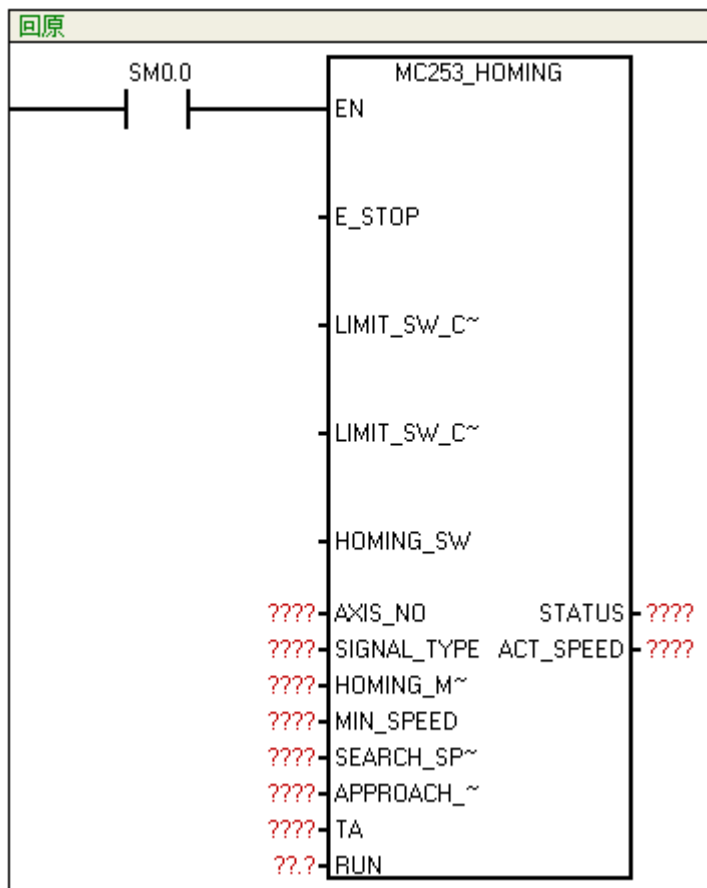 回原
SM0.0
MC253_HOMING
EN
E_STOP
LIMIT_SW_C~
LIMIT_SW_C~
HOMING_SW
???? AXIS_NO STATUS ????
???? SIGNAL_TYPE ACT_SPEED ????
???? HOMING_M~
???? MIN_SPEED
???? SEARCH_SP~
???? APPROACH_~
???? TA
??.? RUN